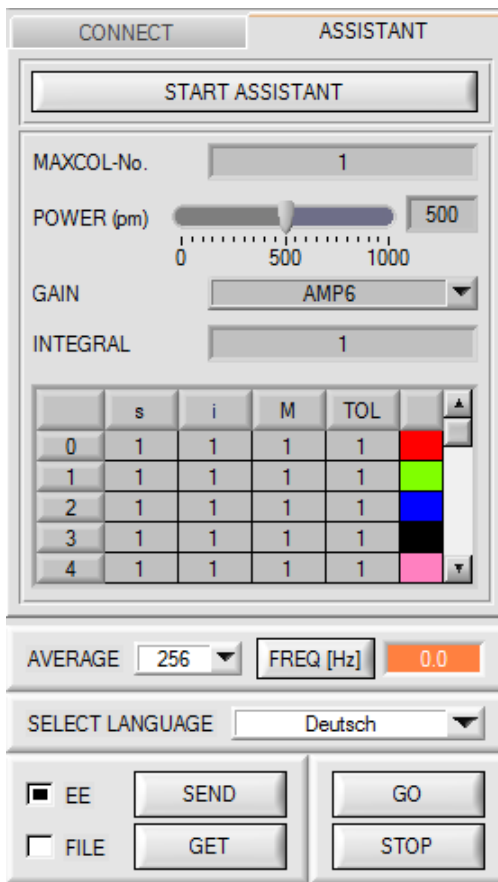 CONNECT ASSISTANT
START ASSISTANT
MAXCOL-No. 1
POWER (pm) 500
0 500 1000
GAIN AMP6
INTEGRAL 1
s i M TOL
0 1 1 1 1
1 1 1 1 1
2 1 1 1 1
3 1 1 1 1
4 1 1 1 1
AVERAGE 256 FREQ [Hz] 0.0
SELECT LANGUAGE Deutsch
EE SEND GO
FILE GET STOP